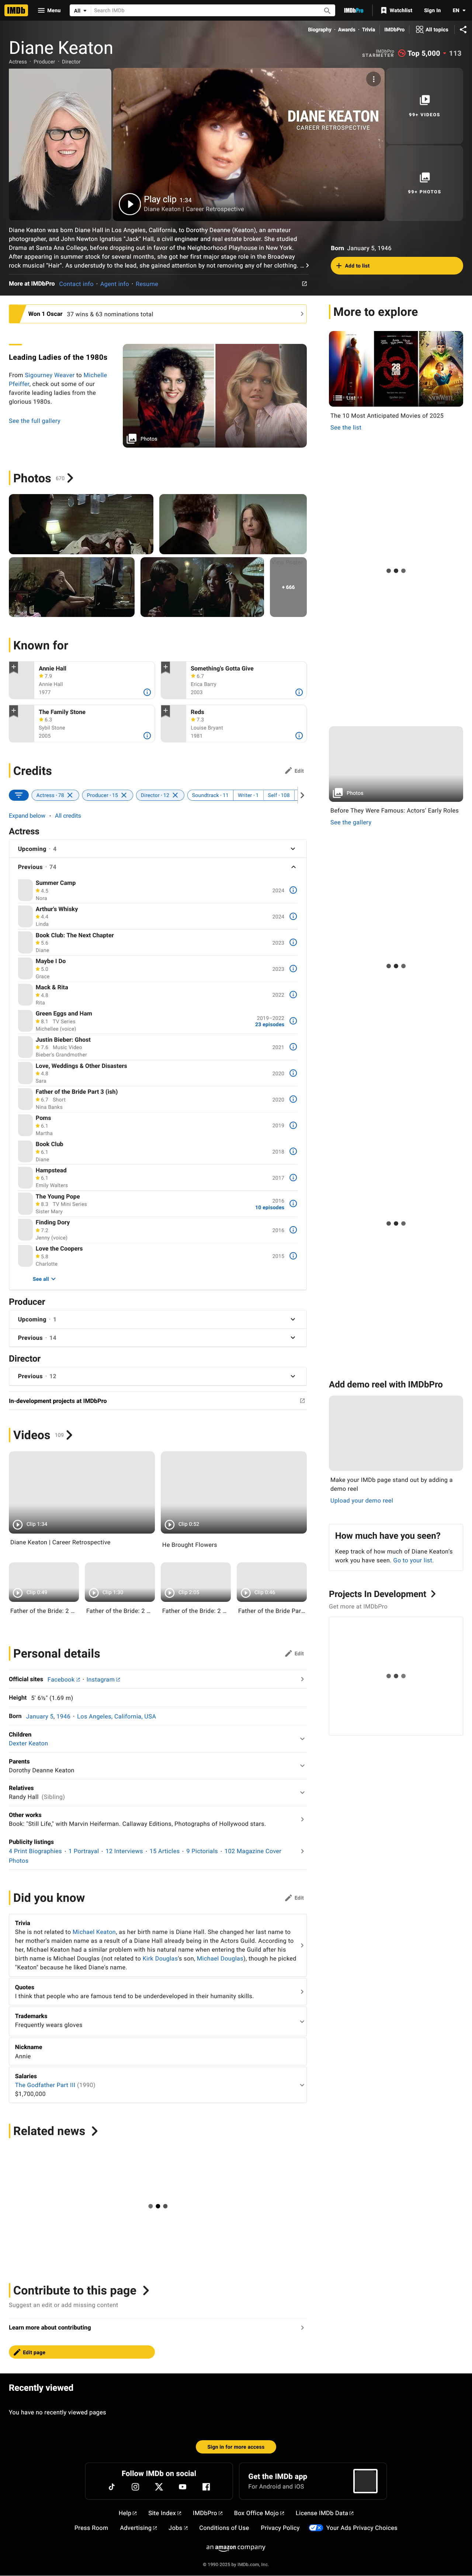 IMDb
Menu
All
Search IMDb
IMDbPro
Watchlist
Sign In
EN
Biography · Awards · Trivia
IMDbPro
All topics
Diane Keaton
Actress · Producer · Director
IMDbPro
STARMETER
Top 5,000
113
DIANE KEATON
CAREER RETROSPECTIVE
Play clip 1:34
Diane Keaton | Career Retrospective
99+ VIDEOS
99+ PHOTOS
Diane Keaton was born Diane Hall in Los Angeles, California, to Dorothy Deanne (Keaton), an amateur
photographer, and John Newton Ignatius "Jack" Hall, a civil engineer and real estate broker. She studied
Drama at Santa Ana College, before dropping out in favor of the Neighborhood Playhouse in New York.
After appearing in summer stock for several months, she got her first major stage role in the Broadway
rock musical "Hair". As understudy to the lead, she gained attention by not removing any of her clothing. ...
Born January 5, 1946
Add to list
More at IMDbPro Contact info · Agent info · Resume
Won 1 Oscar 37 wins & 63 nominations total
Leading Ladies of the 1980s
From Sigourney Weaver to Michelle
Pfeiffer, check out some of our
favorite leading ladies from the
glorious 1980s.
See the full gallery
Photos
More to explore
List
The 10 Most Anticipated Movies of 2025
See the list
Photos 670
+ 666
Known for
Annie Hall
7.9
Annie Hall
1977
Something's Gotta Give
6.7
Erica Barry
2003
The Family Stone
6.3
Sybil Stone
2005
Reds
7.3
Louise Bryant
1981
Photos
Before They Were Famous: Actors' Early Roles
See the gallery
Credits
Edit
Actress · 78
Producer · 15
Director · 12
Soundtrack · 11
Writer · 1
Self · 108
Expand below · All credits
Actress
Upcoming · 4
Previous · 74
Summer Camp
4.5
Nora
2024
Arthur's Whisky
4.4
Linda
2024
Book Club: The Next Chapter
5.6
Diane
2023
Maybe I Do
5.0
Grace
2023
Mack & Rita
4.8
Rita
2022
Green Eggs and Ham
8.1 TV Series
Michellee (voice)
2019–2022
23 episodes
Justin Bieber: Ghost
7.6 Music Video
Bieber's Grandmother
2021
Love, Weddings & Other Disasters
4.8
Sara
2020
Father of the Bride Part 3 (ish)
6.7 Short
Nina Banks
2020
Poms
6.1
Martha
2019
Book Club
6.1
Diane
2018
Hampstead
6.1
Emily Walters
2017
The Young Pope
8.3 TV Mini Series
Sister Mary
2016
10 episodes
Finding Dory
7.2
Jenny (voice)
2016
Love the Coopers
5.8
Charlotte
2015
See all
Producer
Upcoming · 1
Previous · 14
Director
Previous · 12
In-development projects at IMDbPro
Add demo reel with IMDbPro
Make your IMDb page stand out by adding a
demo reel
Upload your demo reel
How much have you seen?
Keep track of how much of Diane Keaton's
work you have seen. Go to your list.
Projects In Development
Get more at IMDbPro
Videos 109
Clip 1:34
Diane Keaton | Career Retrospective
Clip 0:52
He Brought Flowers
Clip 0:49
Father of the Bride: 2 ...
Clip 1:35
Father of the Bride: 2 ...
Clip 2:05
Father of the Bride: 2 ...
Clip 0:46
Father of the Bride Par...
Personal details
Edit
Official sites Facebook · Instagram
Height 5′ 6½″ (1.69 m)
Born January 5, 1946 · Los Angeles, California, USA
Children
Dexter Keaton
Parents
Dorothy Deanne Keaton
Relatives
Randy Hall (Sibling)
Other works
Book: "Still Life," with Marvin Heiferman. Callaway Editions, Photographs of Hollywood stars.
Publicity listings
4 Print Biographies · 1 Portrayal · 12 Interviews · 15 Articles · 9 Pictorials · 102 Magazine Cover
Photos
Did you know
Edit
Trivia
She is not related to Michael Keaton, as her birth name is Diane Hall. She changed her last name to
her mother's maiden name as a result of a Diane Hall already being in the Actors Guild. According to
her, Michael Keaton had a similar problem with his natural name when entering the Guild after his
birth name is Michael Douglas (not related to Kirk Douglas's son, Michael Douglas), though he picked
"Keaton" because he liked Diane's name.
Quotes
I think that people who are famous tend to be underdeveloped in their humanity skills.
Trademarks
Frequently wears gloves
Nickname
Annie
Salaries
The Godfather Part III (1990)
$1,700,000
Related news
Contribute to this page
Suggest an edit or add missing content
Learn more about contributing
Edit page
Recently viewed
You have no recently viewed pages
Sign in for more access
Follow IMDb on social
Get the IMDb app
For Android and iOS
Help
Site Index
IMDbPro
Box Office Mojo
License IMDb Data
Press Room
Advertising
Jobs
Conditions of Use
Privacy Policy
Your Ads Privacy Choices
an amazon company
© 1990-2025 by IMDb.com, Inc.